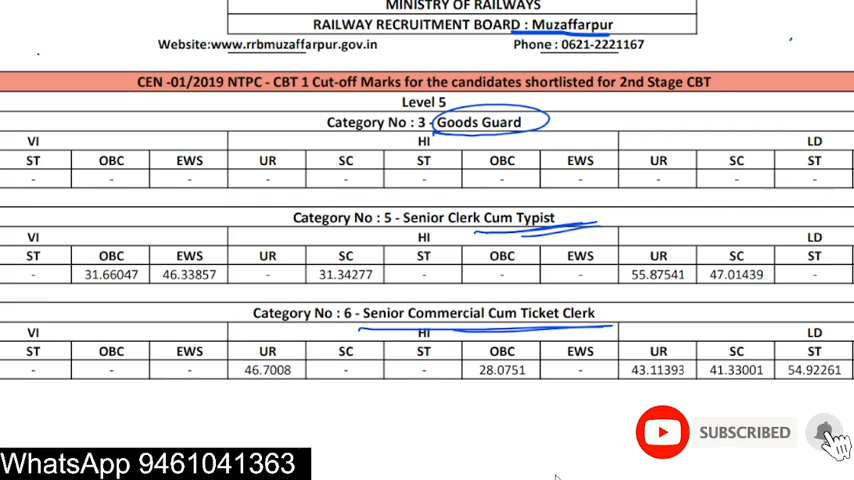 MINISTRY OF RAILWAYS
RAILWAY RECRUITMENT BOARD : Muzaffarpur
Website:www.rrbmuzaffarpur.gov.in Phone : 0621-2221167
CEN -01/2019 NTPC - CBT 1 Cut-off Marks for the candidates shortlisted for 2nd Stage CBT
Level 5
Category No : 3 - Goods Guard
VI HI LD
ST OBC EWS UR SC ST OBC EWS UR SC ST
- - - - - - - - - - -
Category No : 5 - Senior Clerk Cum Typist
VI HI LD
ST OBC EWS UR SC ST OBC EWS UR SC ST
- 31.66047 46.33857 - 31.34277 - - - 55.87541 47.01439 -
Category No : 6 - Senior Commercial Cum Ticket Clerk
VI HI LD
ST OBC EWS UR SC ST OBC EWS UR SC ST
- - - 46.7008 - - 28.0751 - 43.11393 41.33001 54.92261
SUBSCRIBED
WhatsApp 9461041363